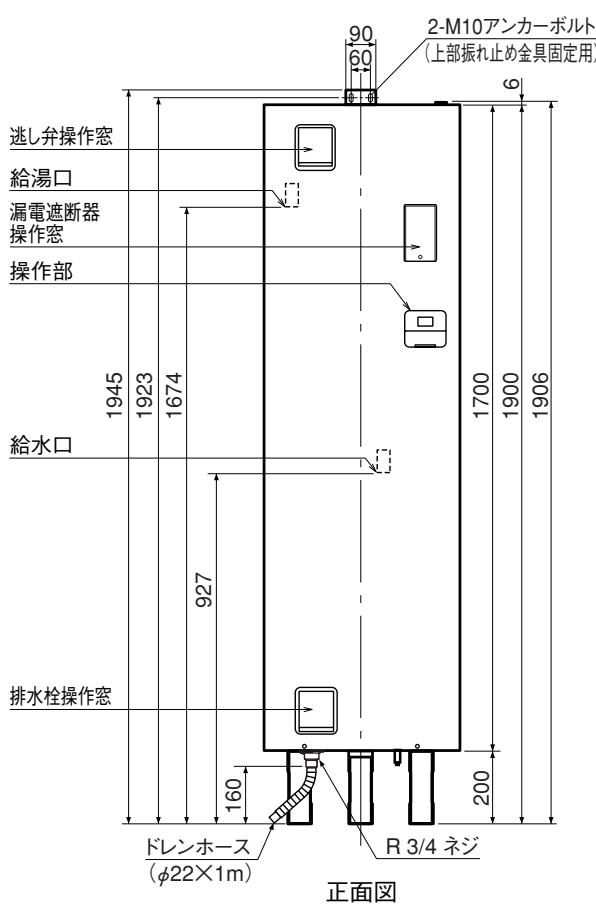 90
60
2-M10アンカーボルト
(上部振れ止め金具固定用)
6
逃し弁操作窓
給湯口
漏電遮断器
操作窓
操作部
1945
1923
1674
1700
1900
1906
給水口
927
排水栓操作窓
160
200
ドレンホース
(φ22×1m)
R 3/4 ネジ
正面図